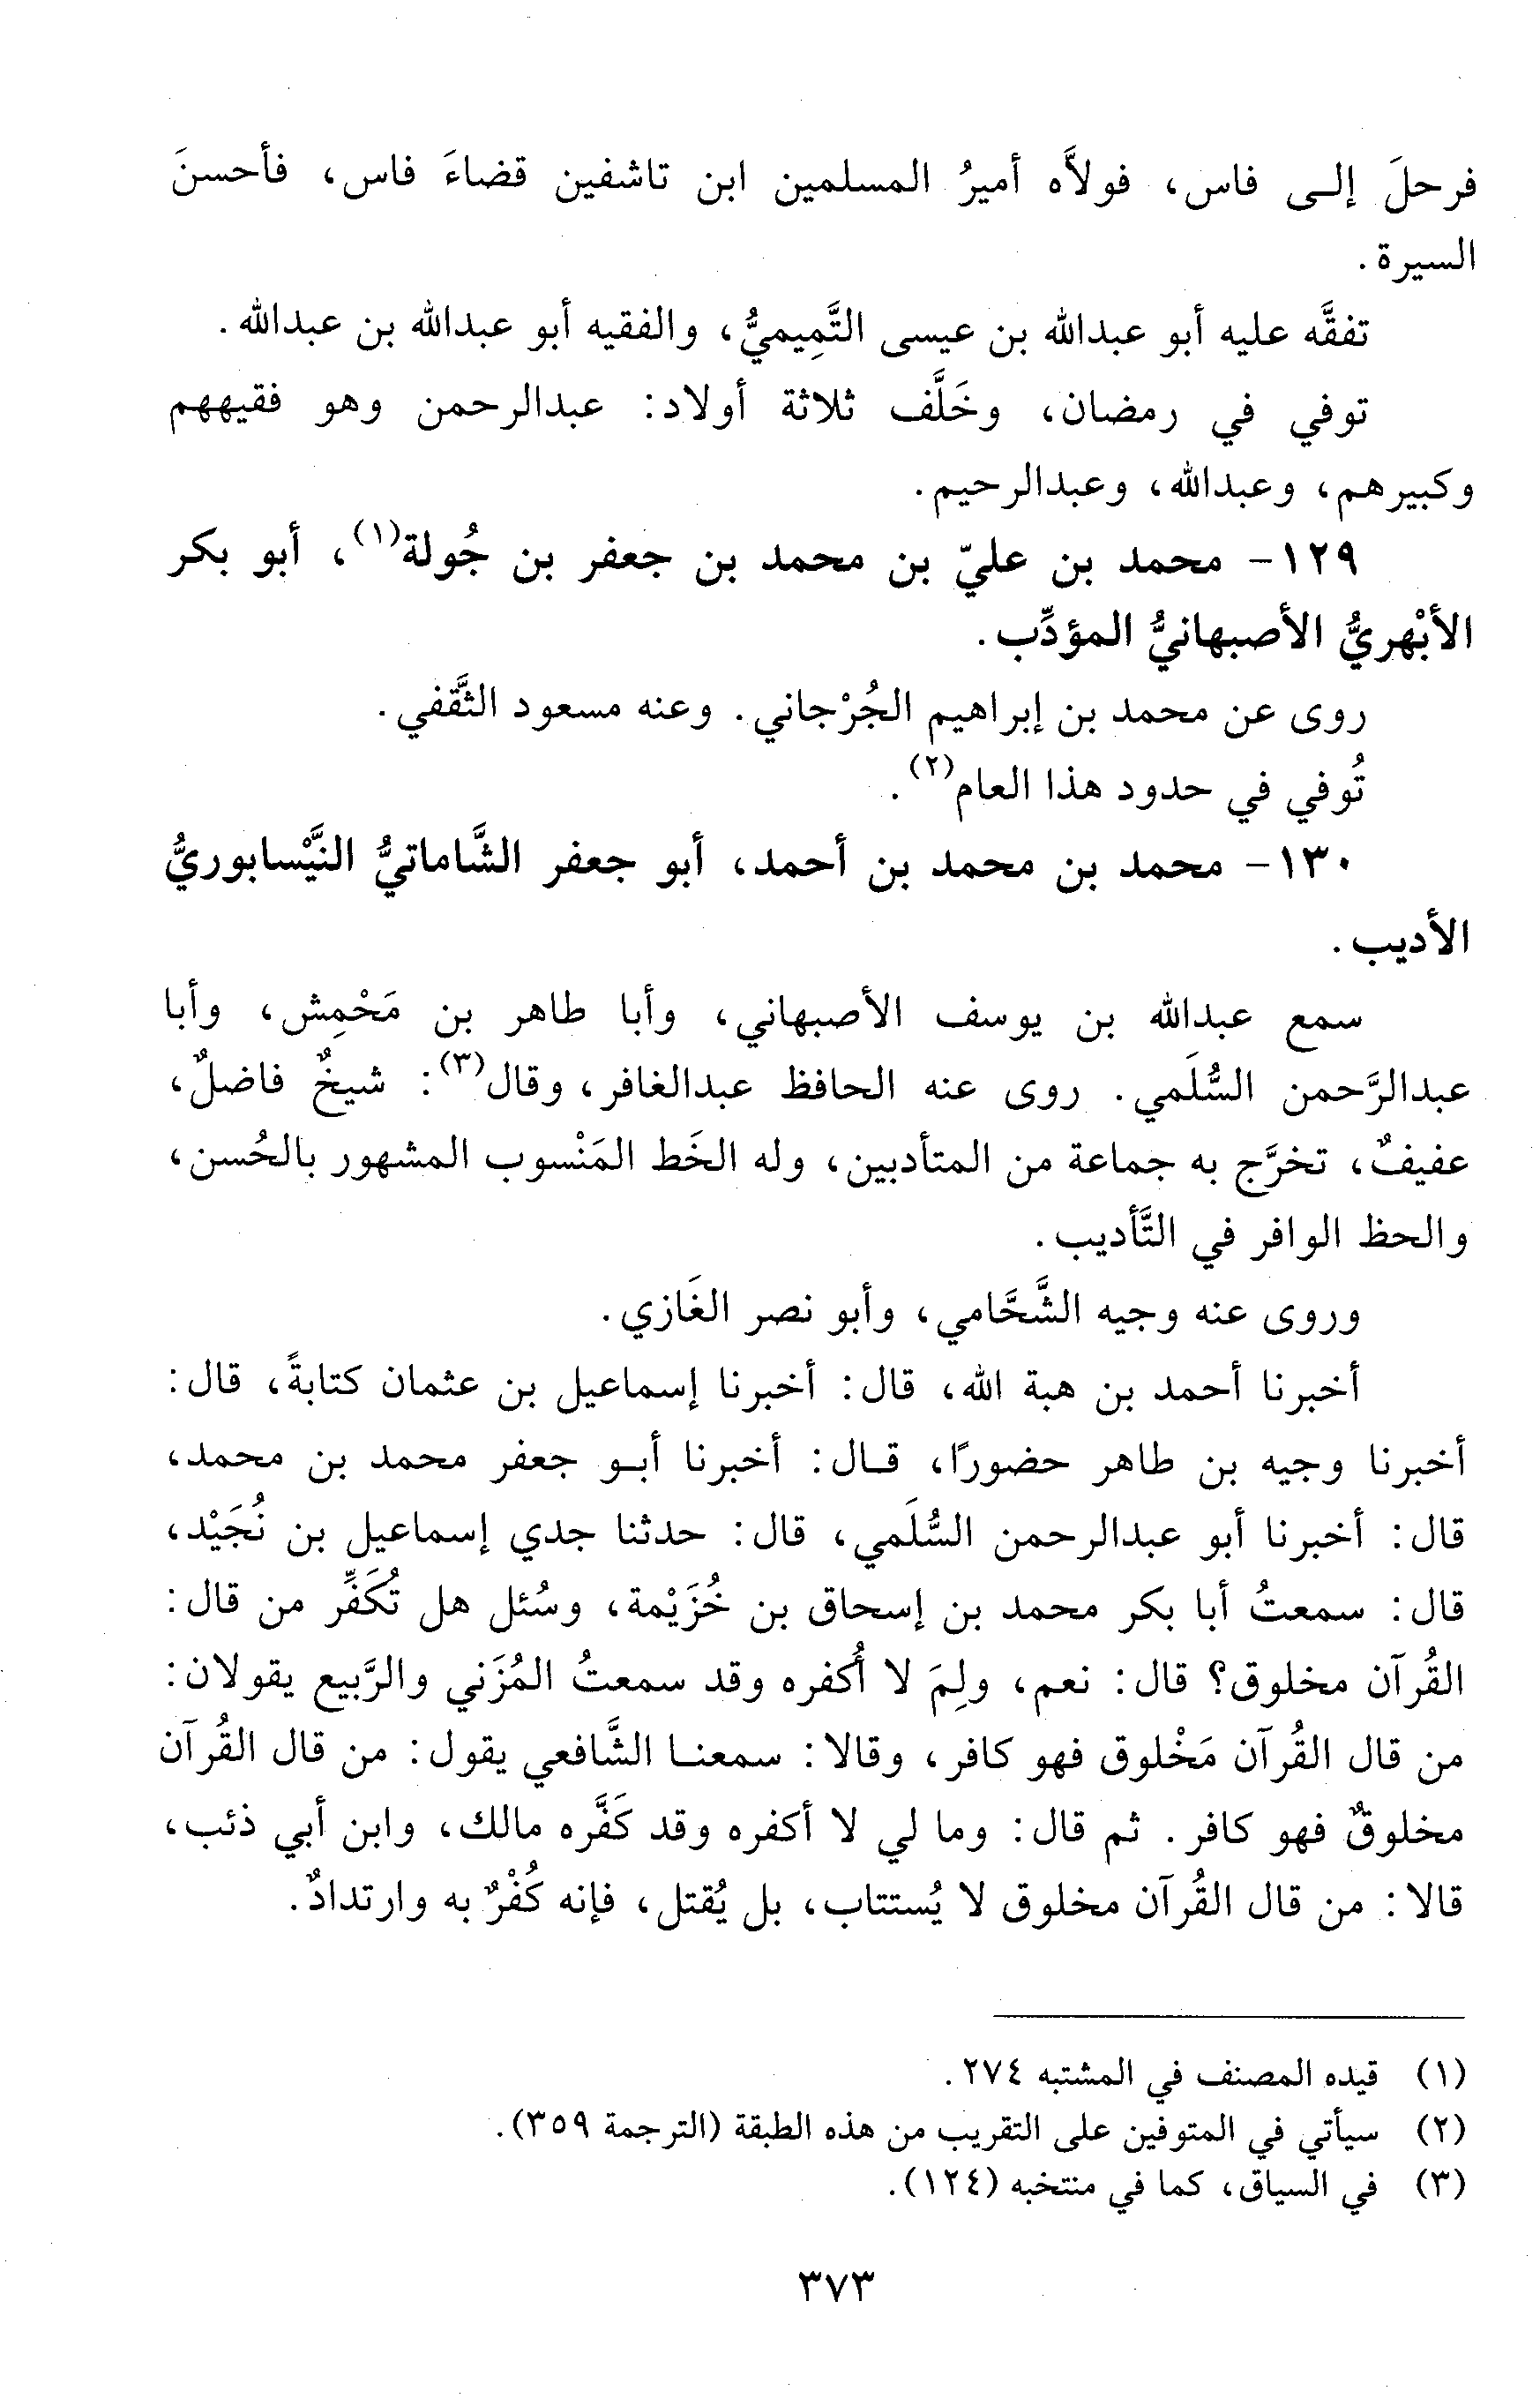 فرحلَ إلى فاس، فولاَّه أميرُ المسلمين ابن تاشفين قضاءَ فاس، فأحسنَ
السيرة.
تفقَّه عليه أبو عبدالله بن عيسى التَّمِيميُّ، والفقيه أبو عبدالله بن عبدالله.
توفي في رمضان، وخَلَّف ثلاثة أولاد: عبدالرحمن وهو فقيههم
وكبيرهم، وعبدالله، وعبدالرحيم.
١٢٩- محمد بن عليّ بن محمد بن جعفر بن جُولة(١)، أبو بكر
الأبْهريُّ الأصبهانيُّ المؤدِّب.
روى عن محمد بن إبراهيم الجُرْجاني. وعنه مسعود الثَّقفي.
تُوفي في حدود هذا العام(٢).
١٣٠- محمد بن محمد بن أحمد، أبو جعفر الشَّاماتيُّ النَّيْسابوريُّ
الأديب.
سمع عبدالله بن يوسف الأصبهاني، وأبا طاهر بن مَحْمِش، وأبا
عبدالرَّحمن السُّلَمي. روى عنه الحافظ عبدالغافر، وقال(٣): شيخٌ فاضلٌ،
عفيفٌ، تخرَّج به جماعة من المتأدبين، وله الخَط المَنْسوب المشهور بالحُسن،
والحظ الوافر في التَّأديب.
وروى عنه وجيه الشَّحَّامي، وأبو نصر الغَازي.
أخبرنا أحمد بن هبة الله، قال: أخبرنا إسماعيل بن عثمان كتابةً، قال:
أخبرنا وجيه بن طاهر حضورًا، قال: أخبرنا أبو جعفر محمد بن محمد،
قال: أخبرنا أبو عبدالرحمن السُّلَمي، قال: حدثنا جدي إسماعيل بن نُجَيْد،
قال: سمعتُ أبا بكر محمد بن إسحاق بن خُزَيْمة، وسُئل هل تُكَفِّر من قال:
القُرآن مخلوق؟ قال: نعم، ولِمَ لا أُكفره وقد سمعتُ المُزَني والرَّبيع يقولان:
من قال القُرآن مَخْلوق فهو كافر، وقالا: سمعنا الشَّافعي يقول: من قال القُرآن
مخلوقٌ فهو كافر. ثم قال: وما لي لا أكفره وقد كَفَّره مالك، وابن أبي ذئب،
قالا: من قال القُرآن مخلوق لا يُستتاب، بل يُقتل، فإنه كُفْرٌ به وارتدادٌ.
(١) قيده المصنف في المشتبه ٢٧٤.
(٢) سيأتي في المتوفين على التقريب من هذه الطبقة (الترجمة ٣٥٩).
(٣) في السياق، كما في منتخبه (١٢٤).
٣٧٣